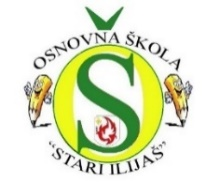 OSNOVNA ŠKOLA
Š
"STARI ILIJAŠ"